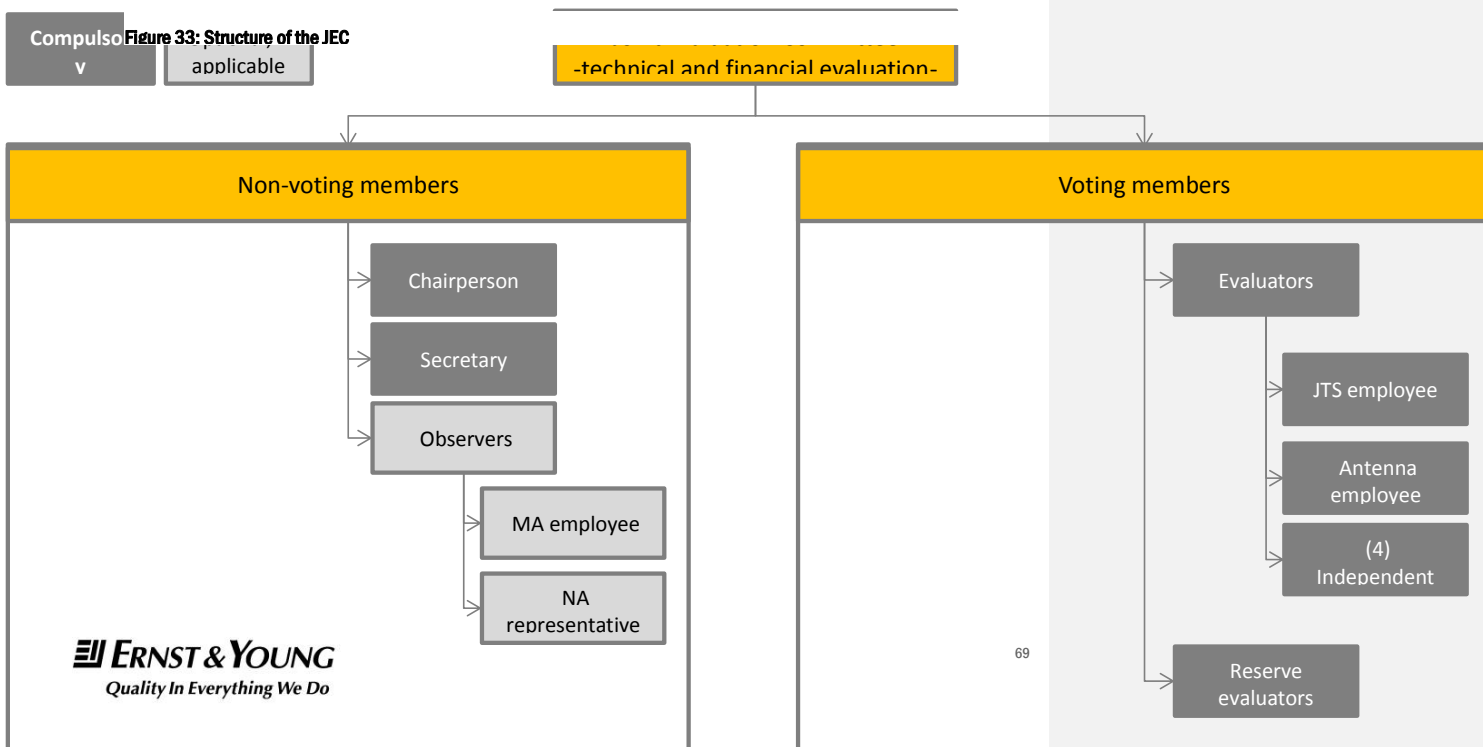 Compulso
Figure 33: Structure of the JEC
y
applicable
-technical and financial evaluation-
Non-voting members
Voting members
Chairperson
Secretary
Observers
MA employee
NA
representative
Evaluators
JTS employee
Antenna
employee
(4)
Independent
Reserve
evaluators
ERNST & YOUNG
Quality In Everything We Do
69